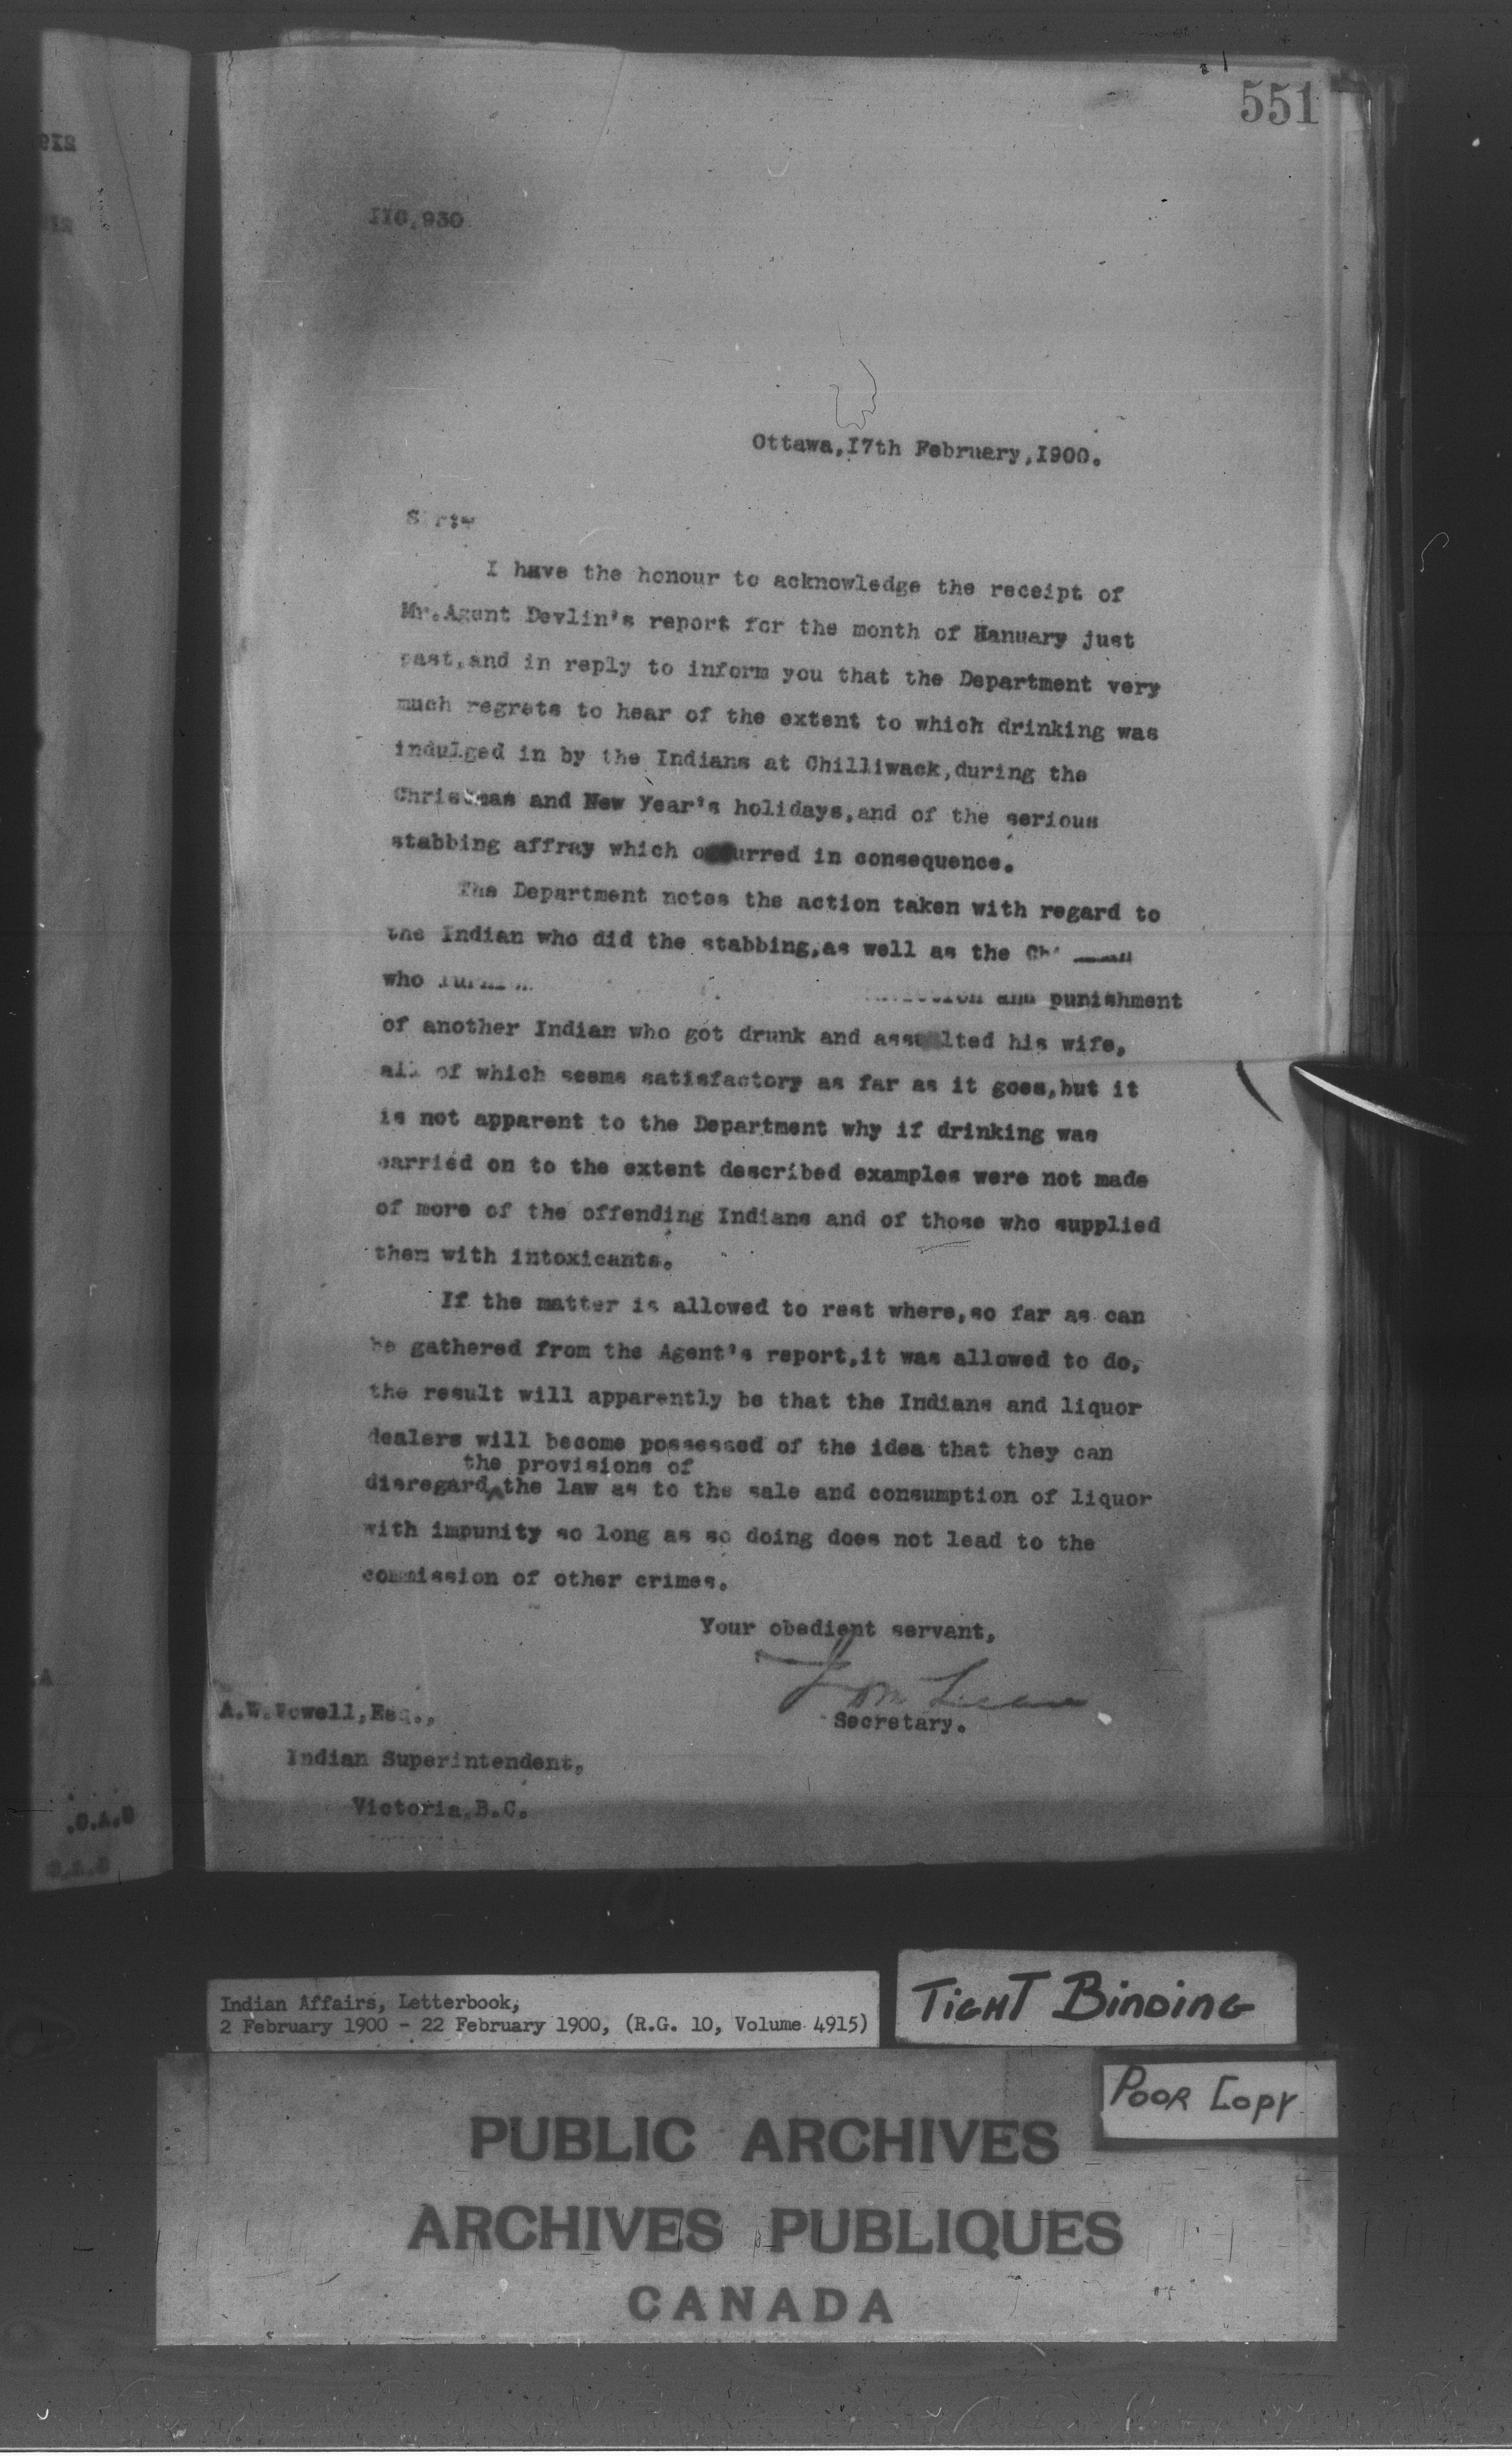 551
Ottawa,I7th February,I900.
I have the honour to acknowledge the receipt of
Mr.Agent Devlin's report for the month of Hanuary just
past,and in reply to inform you that the Department very
much regrets to hear of the extent to which drinking was
indulged in by the Indians at Chilliwack,during the
Christmas and New Year's holidays,and of the serious
stabbing affray which occurred in consequence.
The Department notes the action taken with regard to
the Indian who did the stabbing,as well as the
who and punishment
of another Indian who got drunk and assaulted his wife,
all of which seems satisfactory as far as it goes,but it
is not apparent to the Department why if drinking was
carried on to the extent described examples were not made
of more of the offending Indians and of those who supplied
them with intoxicants.
If the matter is allowed to rest where,so far as can
be gathered from the Agent's report,it was allowed to do,
the result will apparently be that the Indians and liquor
dealers will become possessed of the idea that they can
the provisions of
disregard the law as to the sale and consumption of liquor
with impunity so long as so doing does not lead to the
commission of other crimes.
Your obedient servant,
Secretary.
A.W.Vowell,Esq.,
Indian Superintendent,
Victoria,B.C.
Indian Affairs, Letterbook,
2 February 1900 - 22 February 1900, (R.G. 10, Volume 4915)
TIGHT BINDING
POOR COPY
PUBLIC ARCHIVES
ARCHIVES PUBLIQUES
CANADA